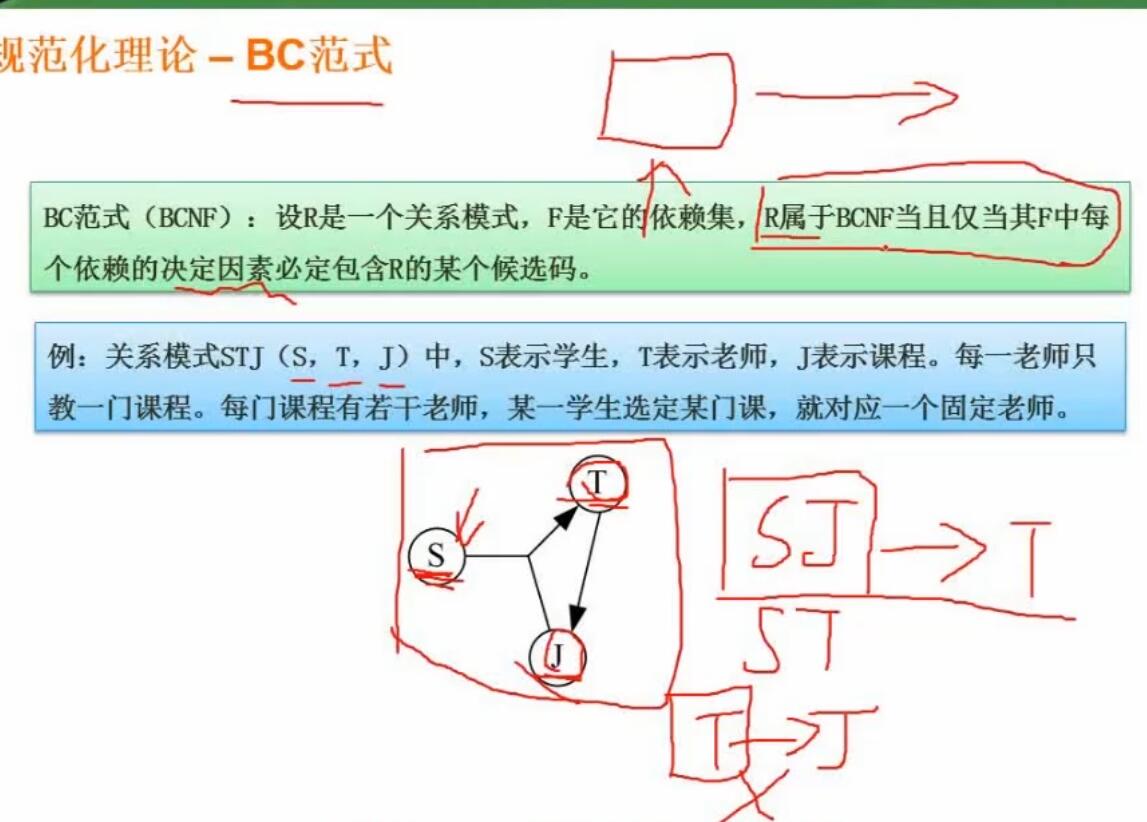 规范化理论 – BC范式
BC范式（BCNF）：设R是一个关系模式，F是它的依赖集，R属于BCNF当且仅当其F中每
个依赖的决定因素必定包含R的某个候选码。
例：关系模式STJ（S，T，J）中，S表示学生，T表示老师，J表示课程。每一老师只
教一门课程。每门课程有若干老师，某一学生选定某门课，就对应一个固定老师。
T
S
J
SJ → T
ST
T → J